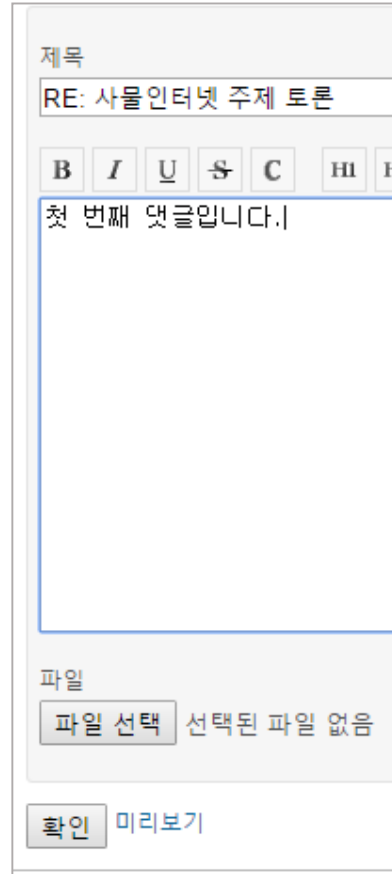 제목
RE: 사물인터넷 주제 토론
B I U S C H1
첫 번째 댓글입니다.
파일
파일 선택 선택된 파일 없음
확인 미리보기